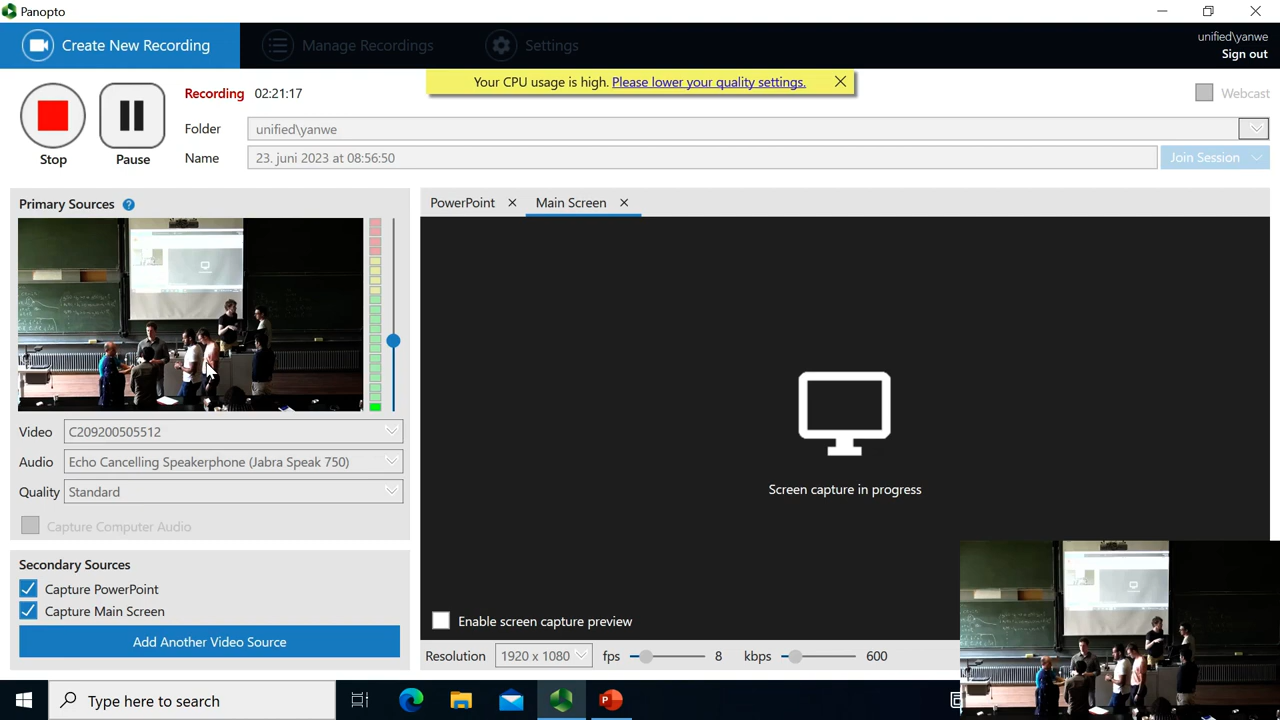 Panopto
Create New Recording
Manage Recordings
Settings
unified\yanwe
Sign out
Your CPU usage is high. Please lower your quality settings.
Recording 02:21:17
Webcast
Folder unified\yanwe
Stop
Pause
Name 23. juni 2023 at 08:56:50
Join Session
Primary Sources ?
PowerPoint
Main Screen
Video C209200505512
Audio Echo Cancelling Speakerphone (Jabra Speak 750)
Quality Standard
Capture Computer Audio
Screen capture in progress
Secondary Sources
Capture PowerPoint
Capture Main Screen
Add Another Video Source
Enable screen capture preview
Resolution 1920 x 1080 fps 8 kbps 600
Type here to search